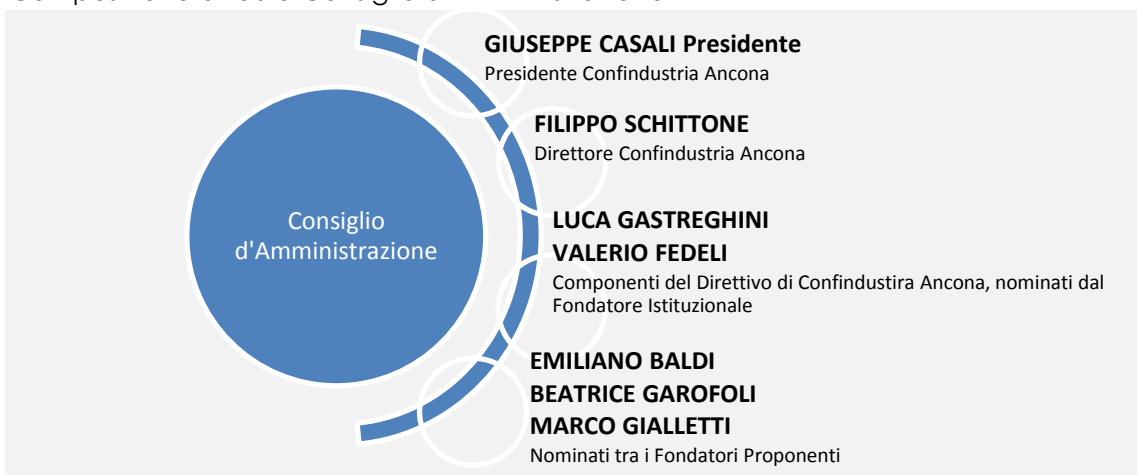 GIUSEPPE CASALI Presidente
Presidente Confindustria Ancona
FILIPPO SCHITTONE
Direttore Confindustria Ancona
Consiglio
d'Amministrazione
LUCA GASTREGHINI
VALERIO FEDELI
Componenti del Direttivo di Confindustira Ancona, nominati dal
Fondatore Istituzionale
EMILIANO BALDI
BEATRICE GAROFOLI
MARCO GIALLETTI
Nominati tra i Fondatori Proponenti